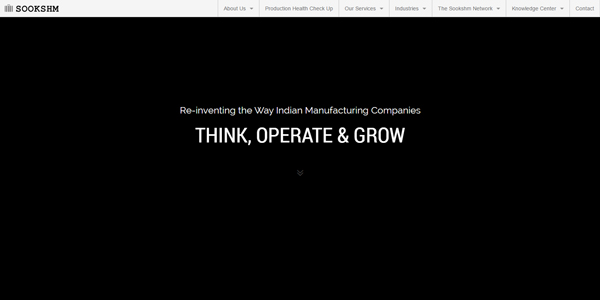 SOOKSHM
About Us
Production Health Check Up
Our Services
Industries
The Sookshm Network
Knowledge Center
Contact
Re-inventing the Way Indian Manufacturing Companies
THINK, OPERATE & GROW